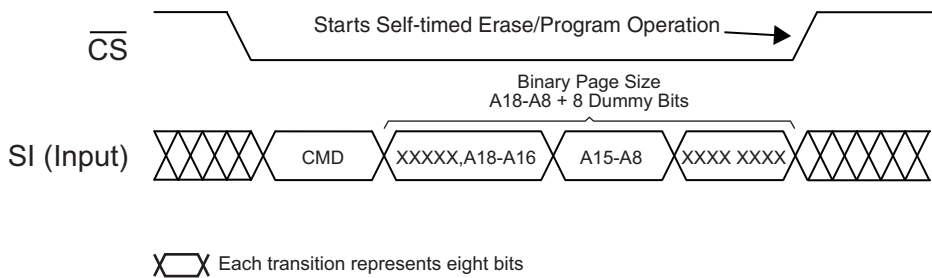 Starts Self-timed Erase/Program Operation
CS
Binary Page Size
A18-A8 + 8 Dummy Bits
SI (Input)
CMD
XXXXX,A18-A16
A15-A8
XXXX XXXX
Each transition represents eight bits